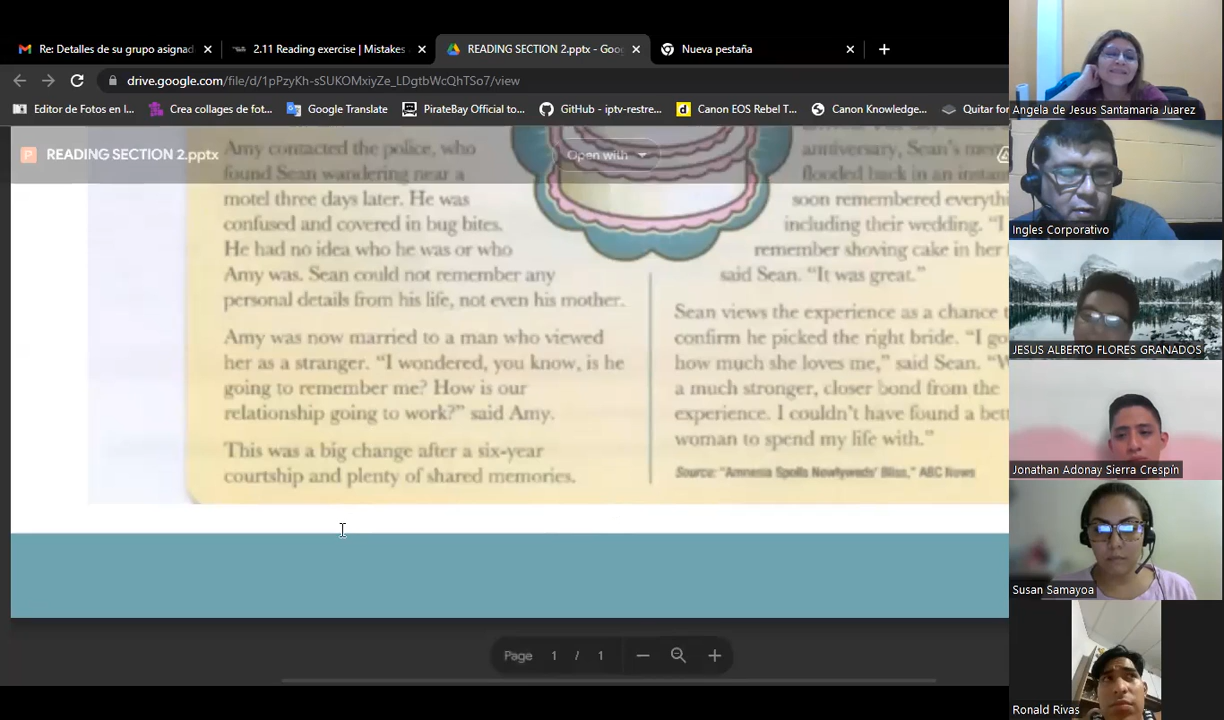 Re: Detalles de su grupo asignad
2.11 Reading exercise | Mistakes
READING SECTION 2.pptx - Goo
Nueva pestaña
drive.google.com/file/d/1pPzyKh-sSUKOMxiyZe_LDgtbWcQhTSo7/view
Editor de Fotos en l...
Crea collages de fot...
Google Translate
PirateBay Official to...
GitHub - iptv-restre...
Canon EOS Rebel T...
Canon Knowledge...
Quitar for
READING SECTION 2.pptx
Open with
Amy contacted the police, who
found Sean wandering near a
motel three days later. He was
confused and covered in bug bites.
He had no idea who he was or who
Amy was. Sean could not remember any
personal details from his life, not even his mother.
Amy was now married to a man who viewed
her as a stranger. “I wondered, you know, is he
going to remember me? How is our
relationship going to work?” said Amy.
This was a big change after a six-year
courtship and plenty of shared memories.
anniversary, Sean's mem
flooded back in an instan
soon remembered everythi
including their wedding. “I
remember shoving cake in her
said Sean. “It was great.”
Sean views the experience as a chance t
confirm he picked the right bride. “I go
how much she loves me,” said Sean. “W
a much stronger, closer bond from the
experience. I couldn't have found a bet
woman to spend my life with.”
Source: "Amnesia Spoils Newlyweds' Bliss," ABC News
Page 1 / 1
Angela de Jesus Santamaria Juarez
Ingles Corporativo
JESUS ALBERTO FLORES GRANADOS
Jonathan Adonay Sierra Crespín
Susan Samayoa
Ronald Rivas